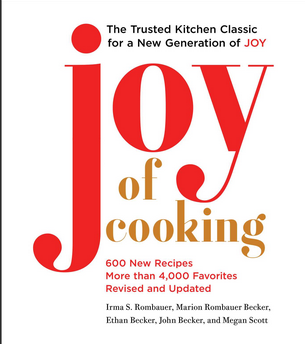 The Trusted Kitchen Classic
for a New Generation of JOY
joy
of
cooking
600 New Recipes
More than 4,000 Favorites
Revised and Updated
Irma S. Rombauer, Marion Rombauer Becker,
Ethan Becker, John Becker, and Megan Scott